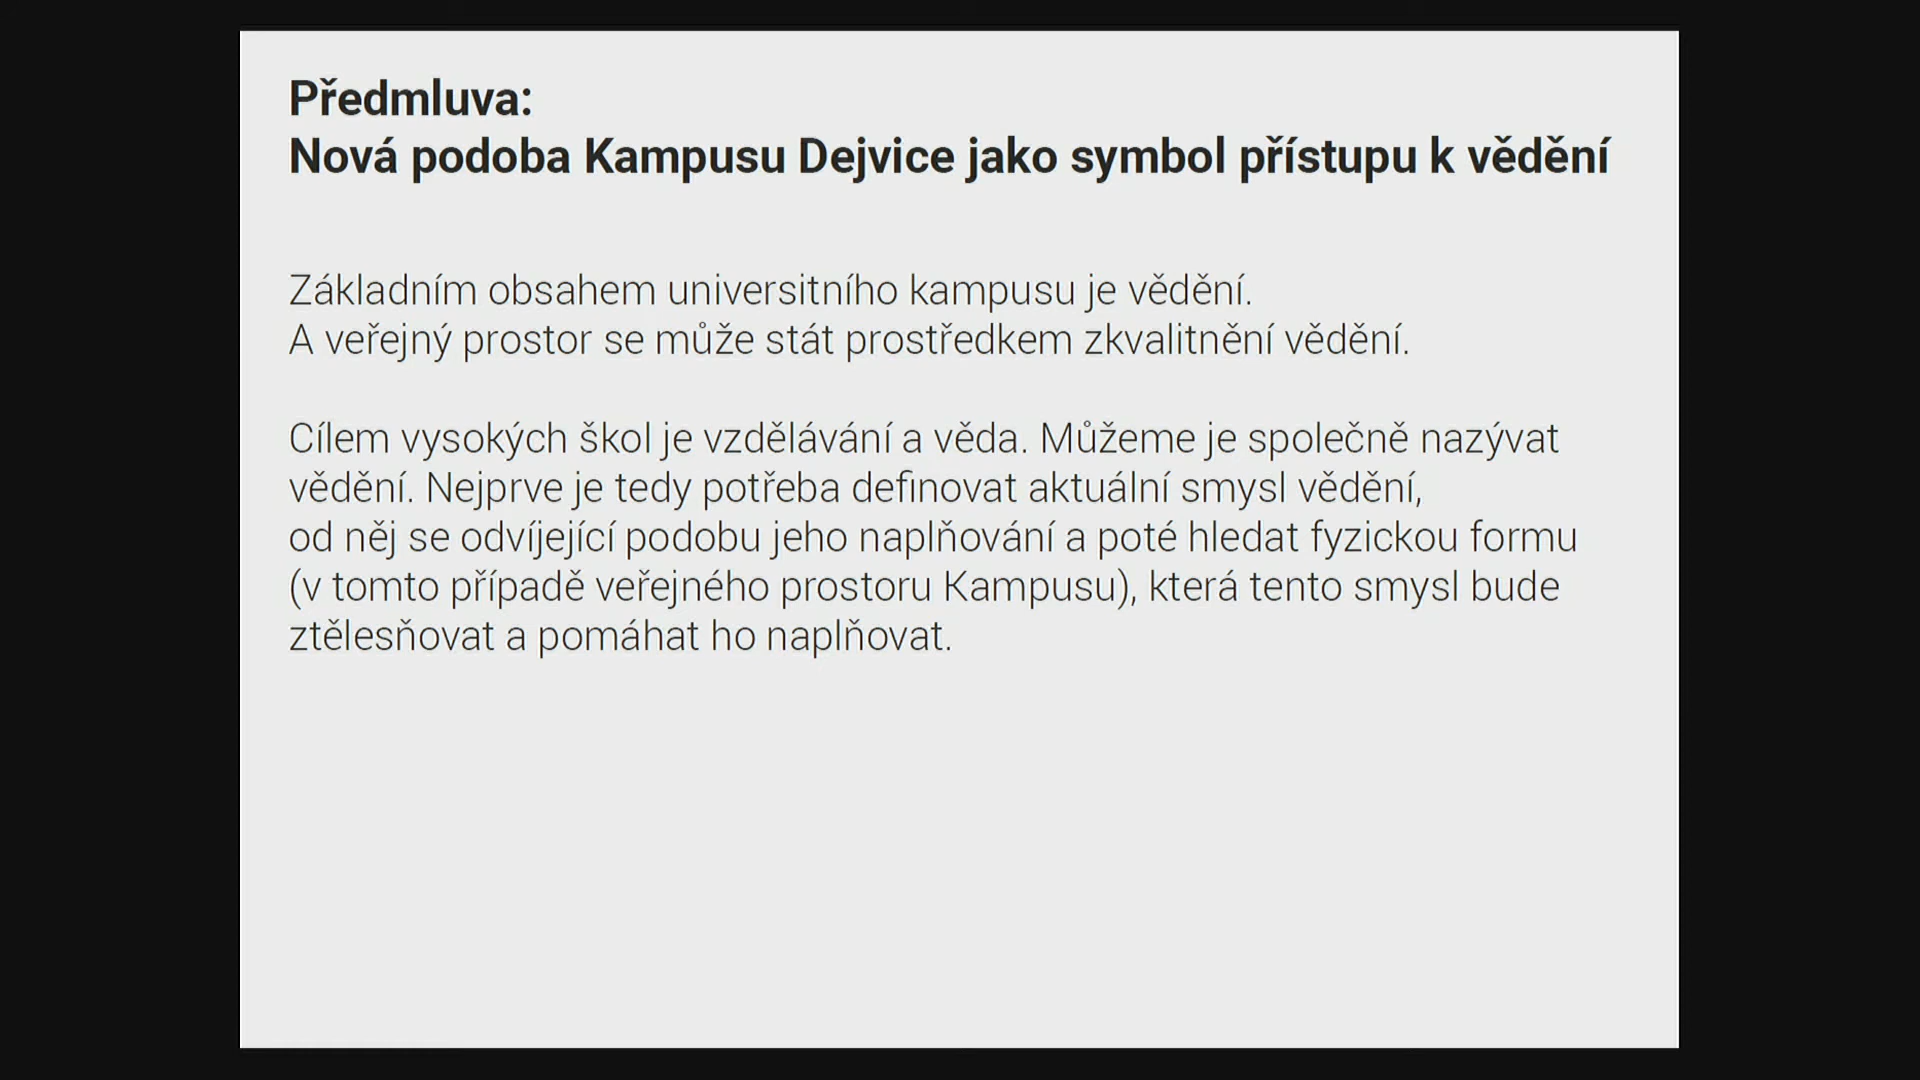 Předmluva:
Nová podoba Kampusu Dejvice jako symbol přístupu k vědění
Základním obsahem universitního kampusu je vědění.
A veřejný prostor se může stát prostředkem zkvalitnění vědění.
Cílem vysokých škol je vzdělávání a věda. Můžeme je společně nazývat
vědění. Nejprve je tedy potřeba definovat aktuální smysl vědění,
od něj se odvíjející podobu jeho naplňování a poté hledat fyzickou formu
(v tomto případě veřejného prostoru Kampusu), která tento smysl bude
ztělesňovat a pomáhat ho naplňovat.